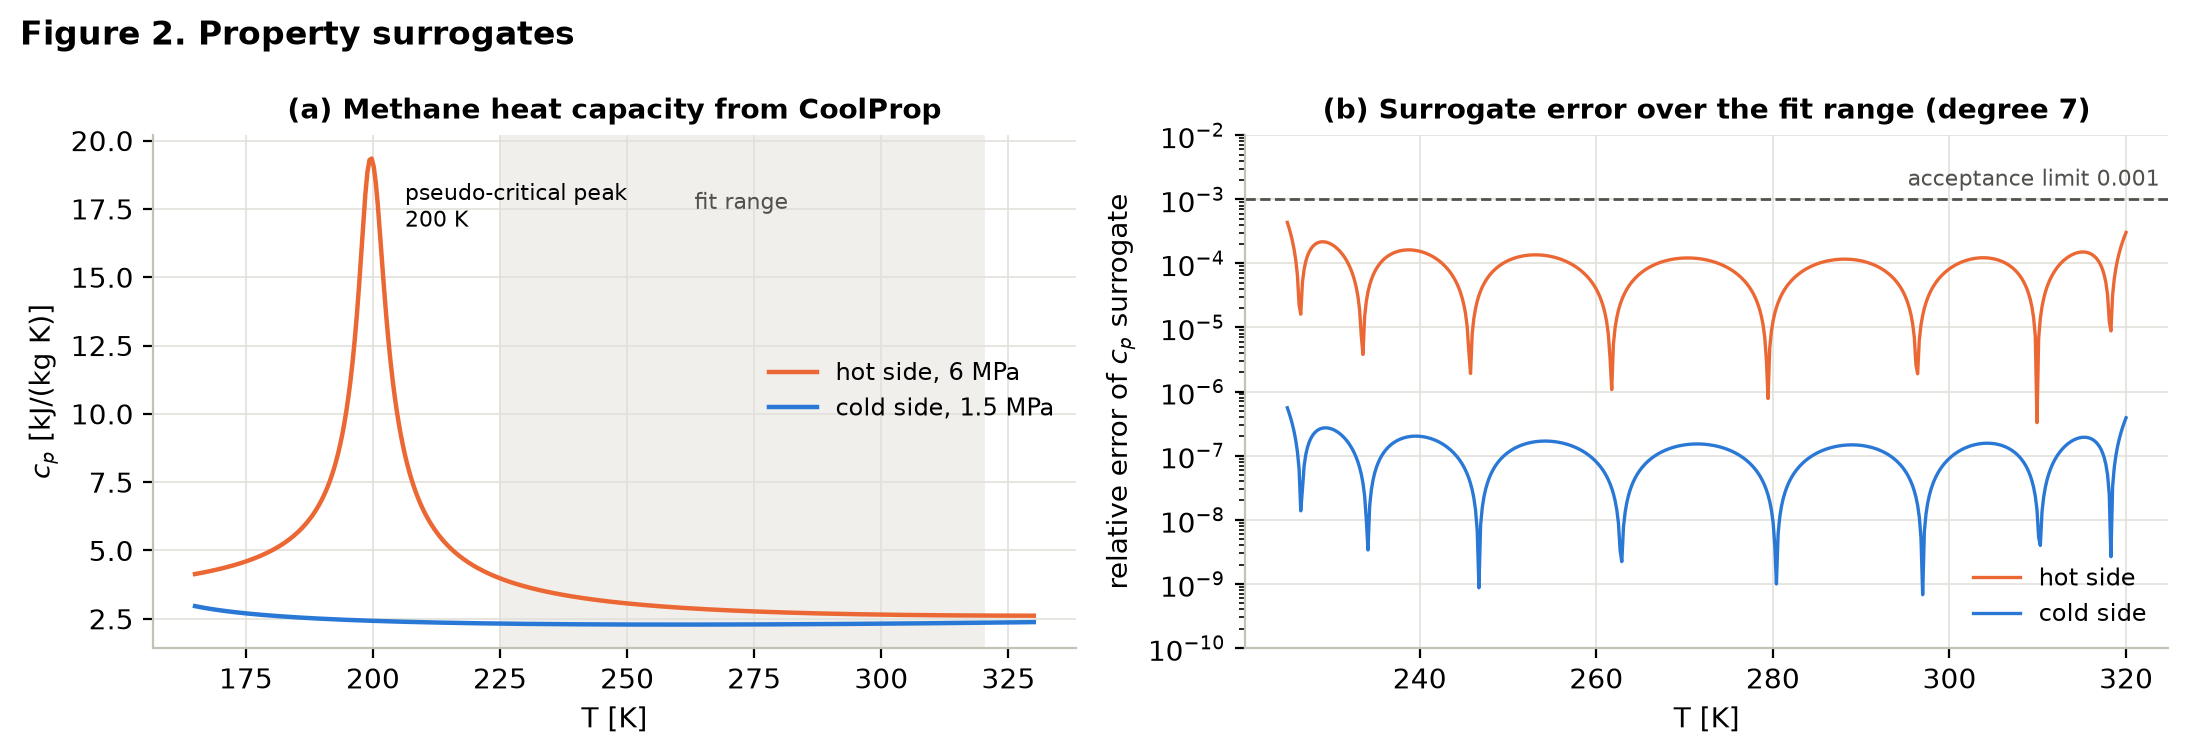 Figure 2. Property surrogates
(a) Methane heat capacity from CoolProp
20.0
17.5
15.0
12.5
10.0
7.5
5.0
2.5
c_p [kJ/(kg K)]
pseudo-critical peak
200 K
fit range
hot side, 6 MPa
cold side, 1.5 MPa
175 200 225 250 275 300 325
T [K]
(b) Surrogate error over the fit range (degree 7)
10⁻²
10⁻³
10⁻⁴
10⁻⁵
10⁻⁶
10⁻⁷
10⁻⁸
10⁻⁹
10⁻¹⁰
relative error of c_p surrogate
acceptance limit 0.001
hot side
cold side
240 260 280 300 320
T [K]